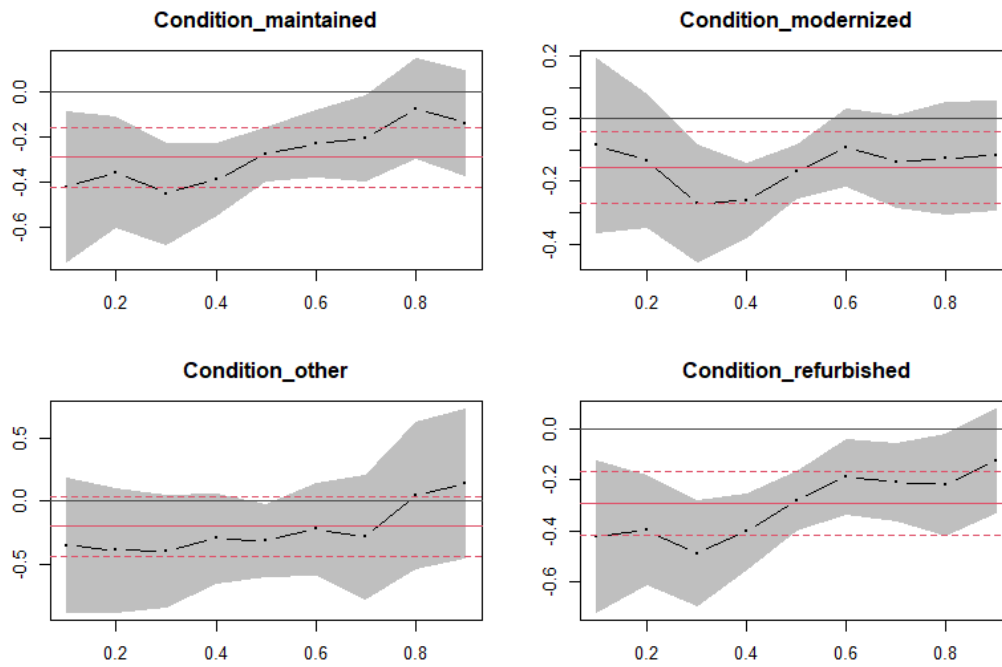 Condition_maintained
0.0
-0.2
-0.4
-0.6
0.2 0.4 0.6 0.8
Condition_modernized
0.2
0.0
-0.2
-0.4
0.2 0.4 0.6 0.8
Condition_other
0.5
0.0
-0.5
0.2 0.4 0.6 0.8
Condition_refurbished
0.0
-0.2
-0.4
-0.6
0.2 0.4 0.6 0.8